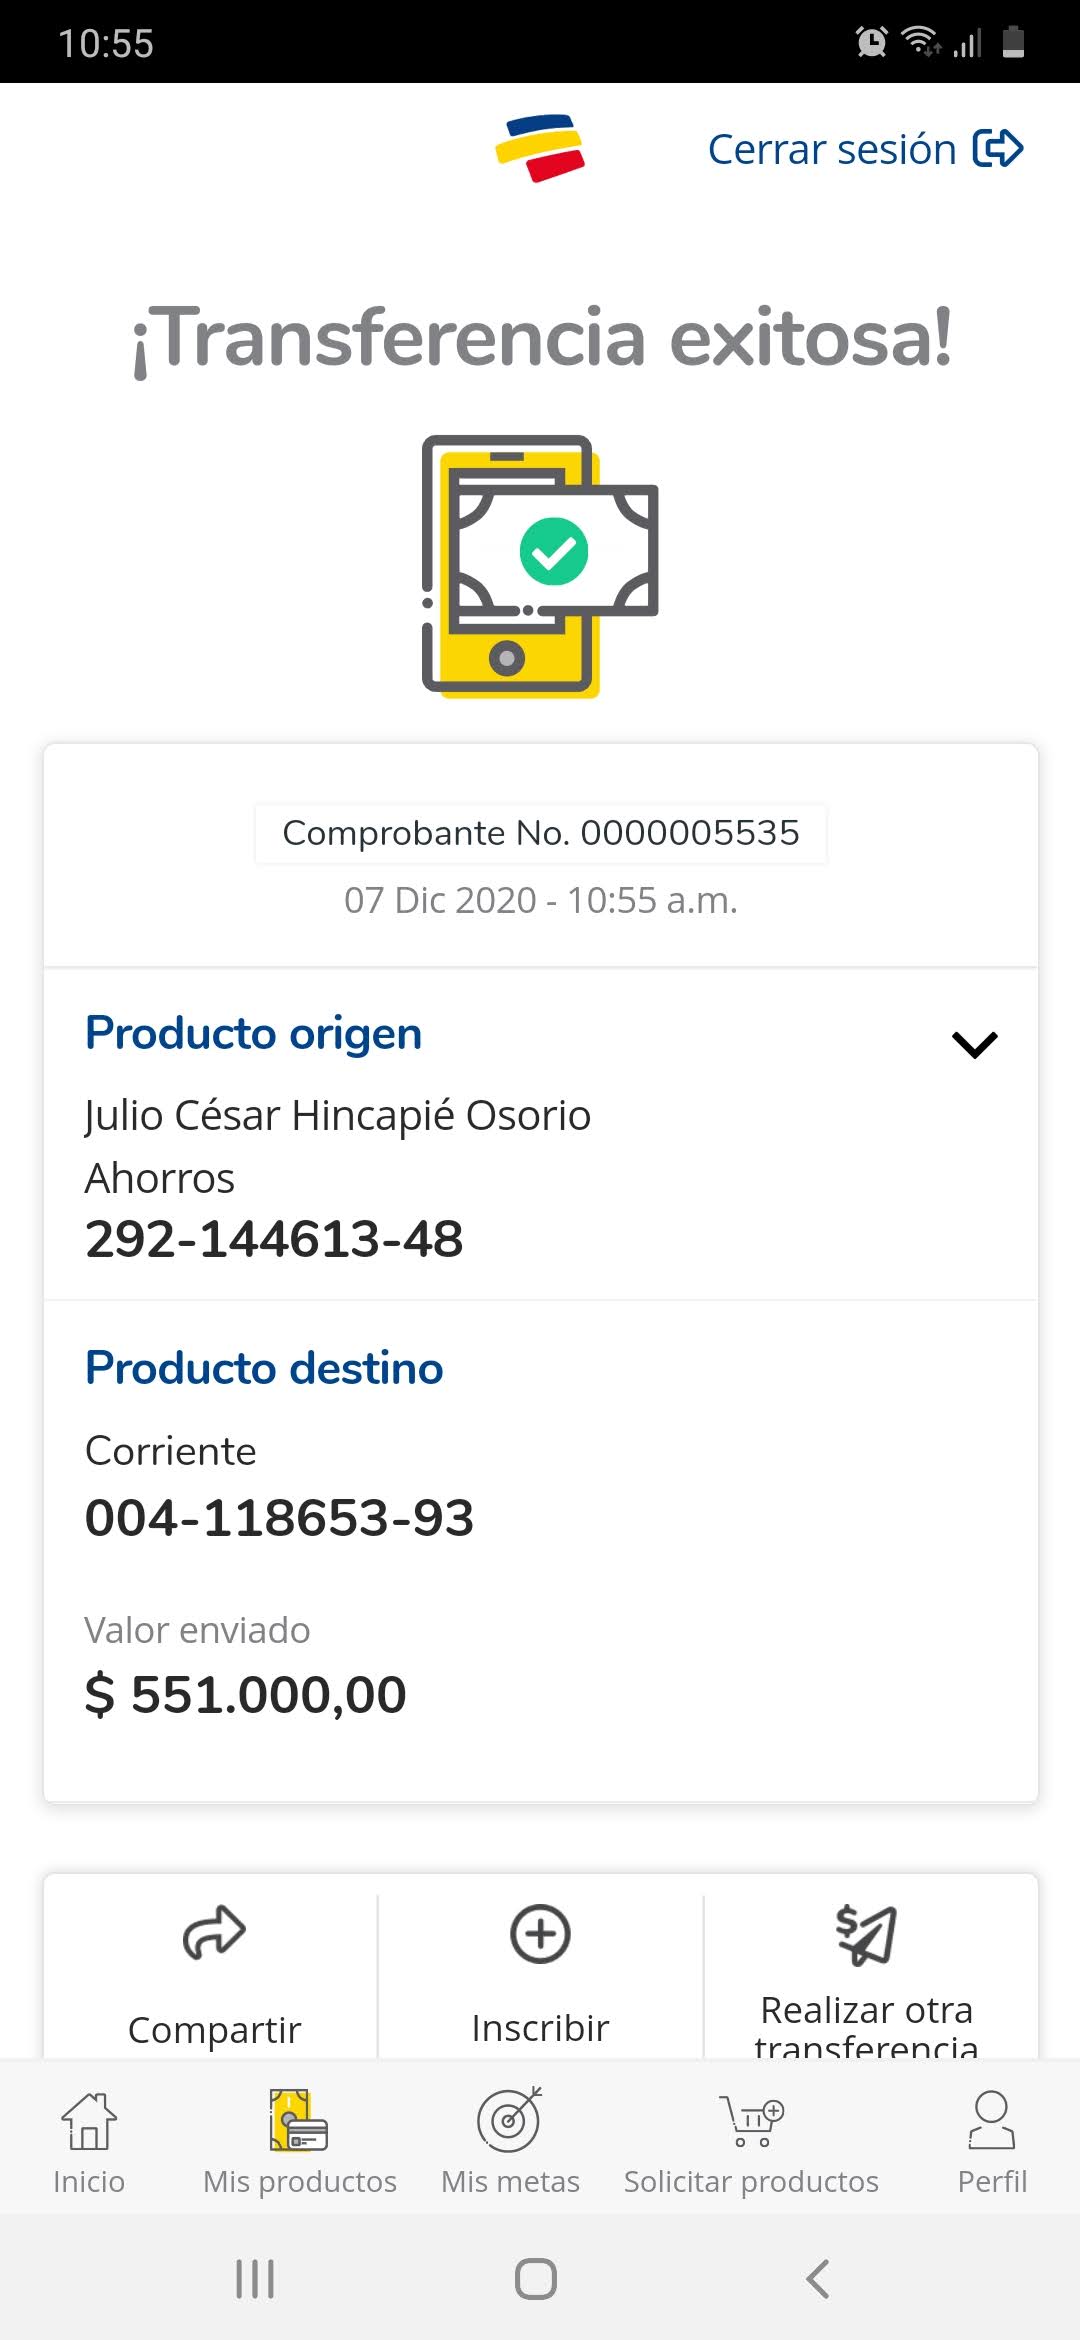 10:55
Cerrar sesión
¡Transferencia exitosa!
Comprobante No. 0000005535
07 Dic 2020 - 10:55 a.m.
Producto origen
Julio César Hincapié Osorio
Ahorros
292-144613-48
Producto destino
Corriente
004-118653-93
Valor enviado
$ 551.000,00
Compartir
Inscribir
Realizar otra
transferencia
Inicio
Mis productos
Mis metas
Solicitar productos
Perfil